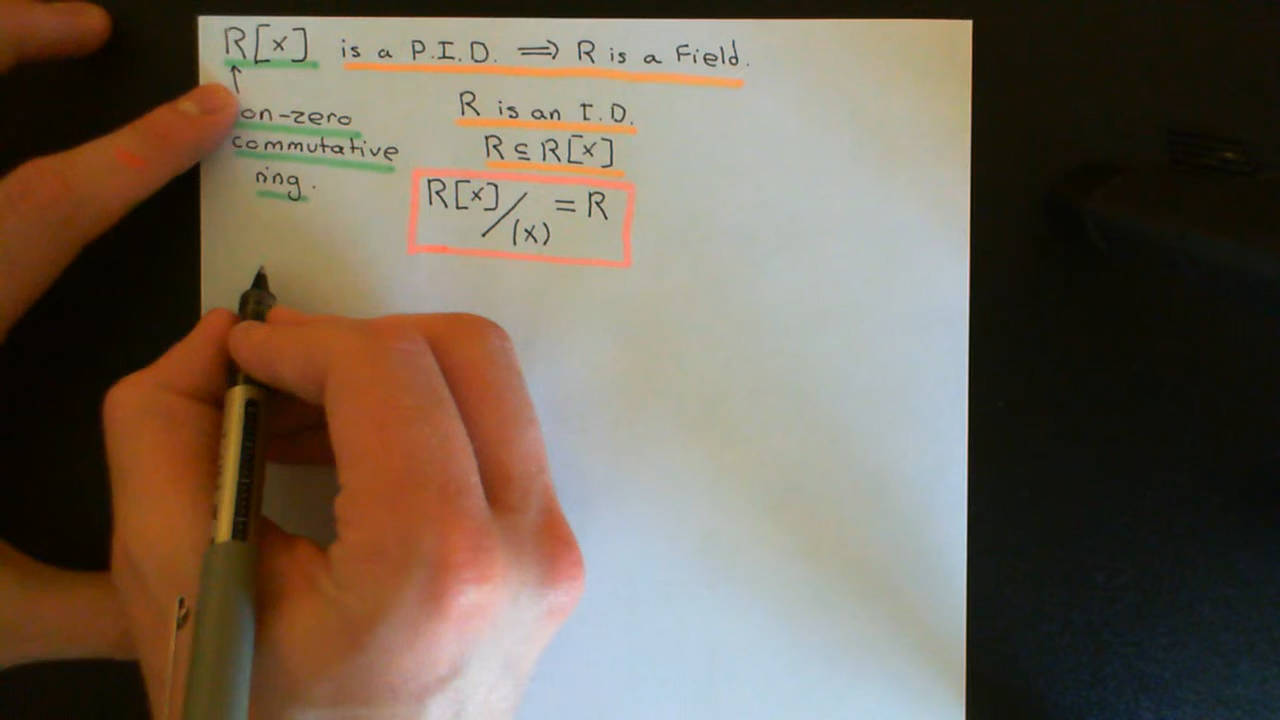 R[x] is a P.I.D. ⟹ R is a Field.
on-zero
commutative
ring.
R is an I.D.
R ⊆ R[x]
R[x]/(x) = R